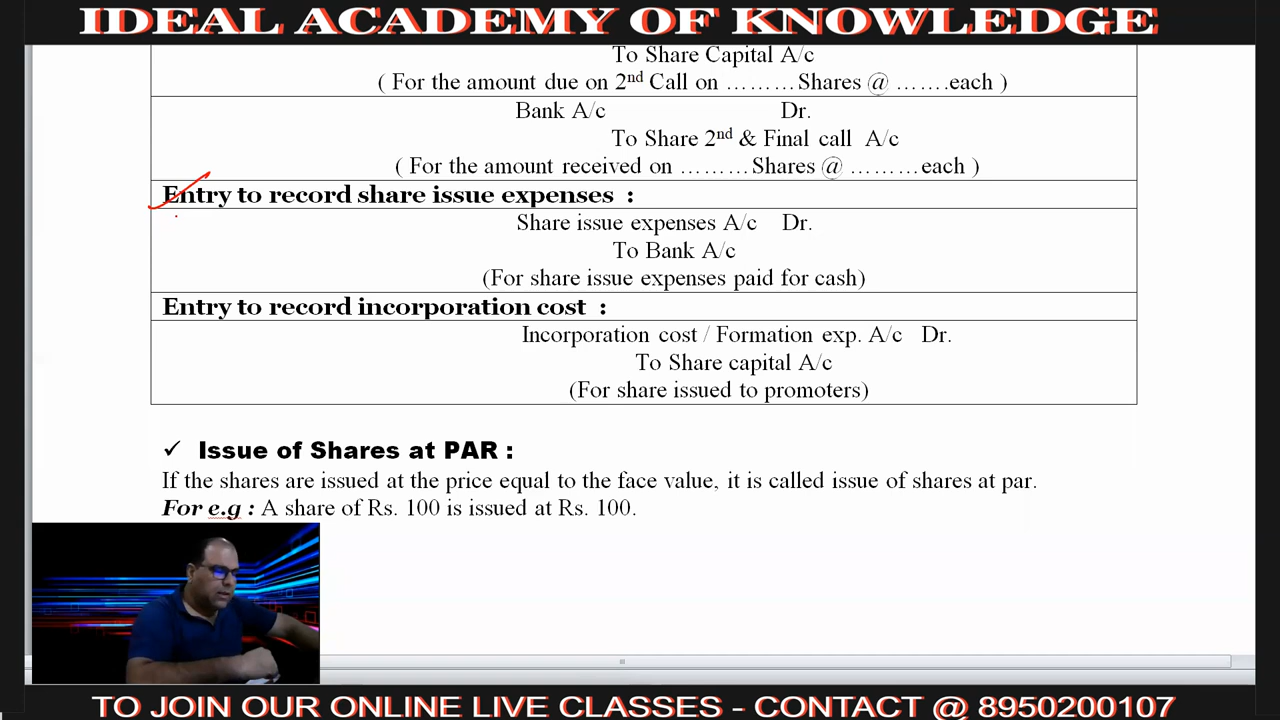 IDEAL ACADEMY OF KNOWLEDGE
To Share Capital A/c
( For the amount due on 2nd Call on ………Shares @ …….each )
Bank A/c Dr.
To Share 2nd & Final call A/c
( For the amount received on ………Shares @ ………each )
Entry to record share issue expenses :
Share issue expenses A/c Dr.
To Bank A/c
(For share issue expenses paid for cash)
Entry to record incorporation cost :
Incorporation cost / Formation exp. A/c Dr.
To Share capital A/c
(For share issued to promoters)
✓ Issue of Shares at PAR :
If the shares are issued at the price equal to the face value, it is called issue of shares at par.
For e.g : A share of Rs. 100 is issued at Rs. 100.
TO JOIN OUR ONLINE LIVE CLASSES - CONTACT @ 8950200107